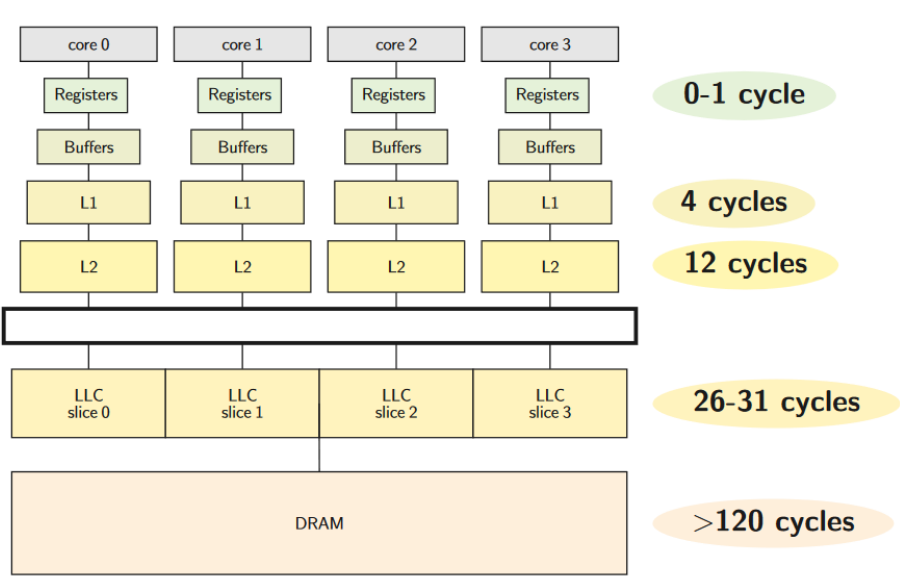 core 0
core 1
core 2
core 3
Registers
Registers
Registers
Registers
0-1 cycle
Buffers
Buffers
Buffers
Buffers
L1
L1
L1
L1
4 cycles
L2
L2
L2
L2
12 cycles
LLC
slice 0
LLC
slice 1
LLC
slice 2
LLC
slice 3
26-31 cycles
DRAM
>120 cycles